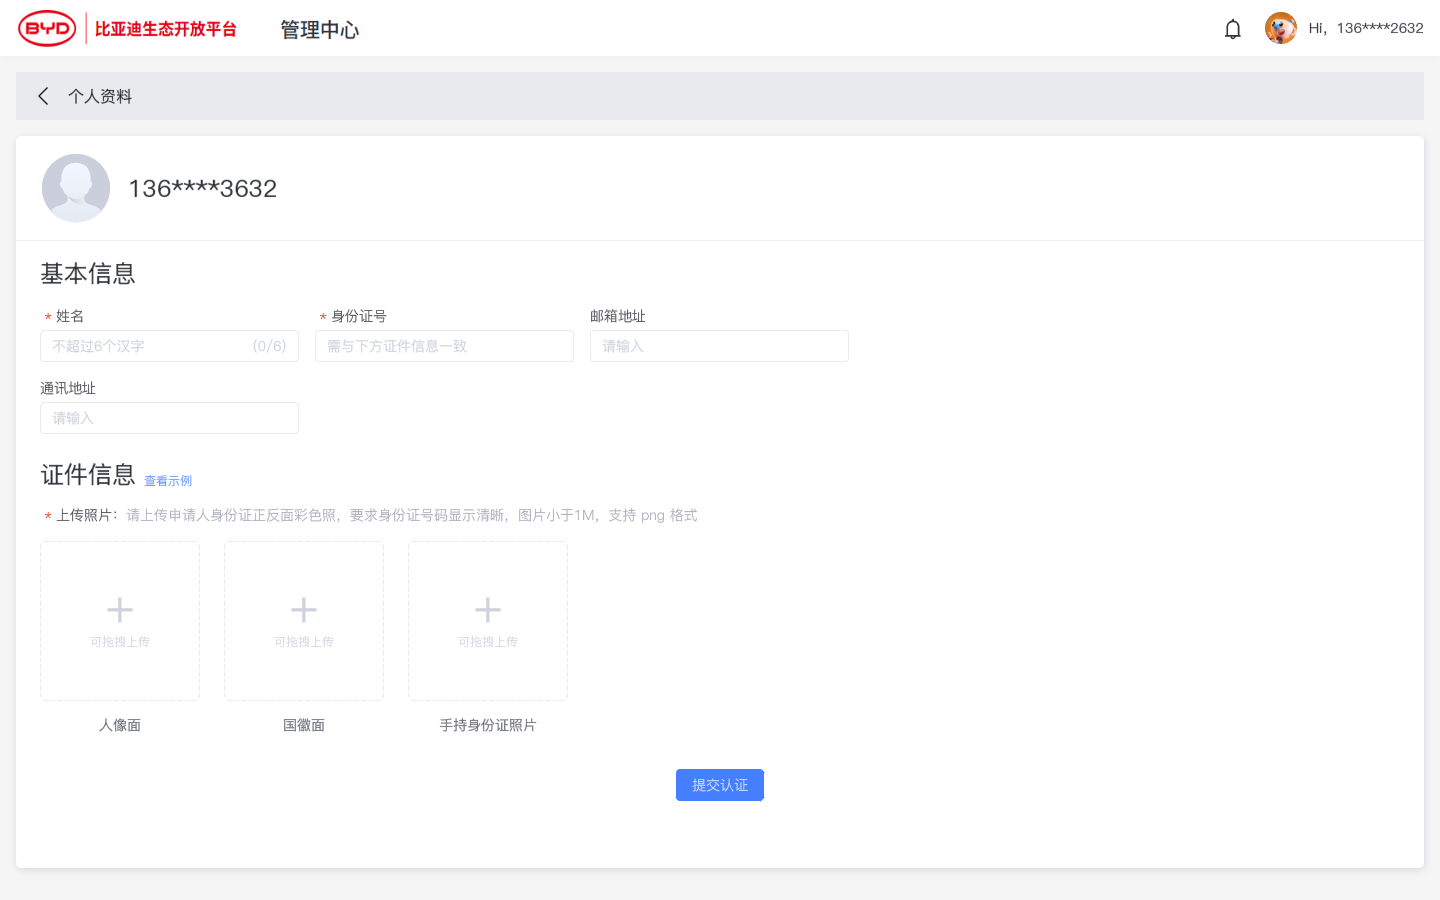 BYD 比亚迪生态开放平台 管理中心 Hi，136****2632
个人资料
136****3632
基本信息
* 姓名 * 身份证号 邮箱地址
不超过6个汉字 (0/6) 需与下方证件信息一致 请输入
通讯地址
请输入
证件信息 查看示例
* 上传照片：请上传申请人身份证正反面彩色照，要求身份证号码显示清晰，图片小于1M，支持 png 格式
可拖拽上传 可拖拽上传 可拖拽上传
人像面 国徽面 手持身份证照片
提交认证